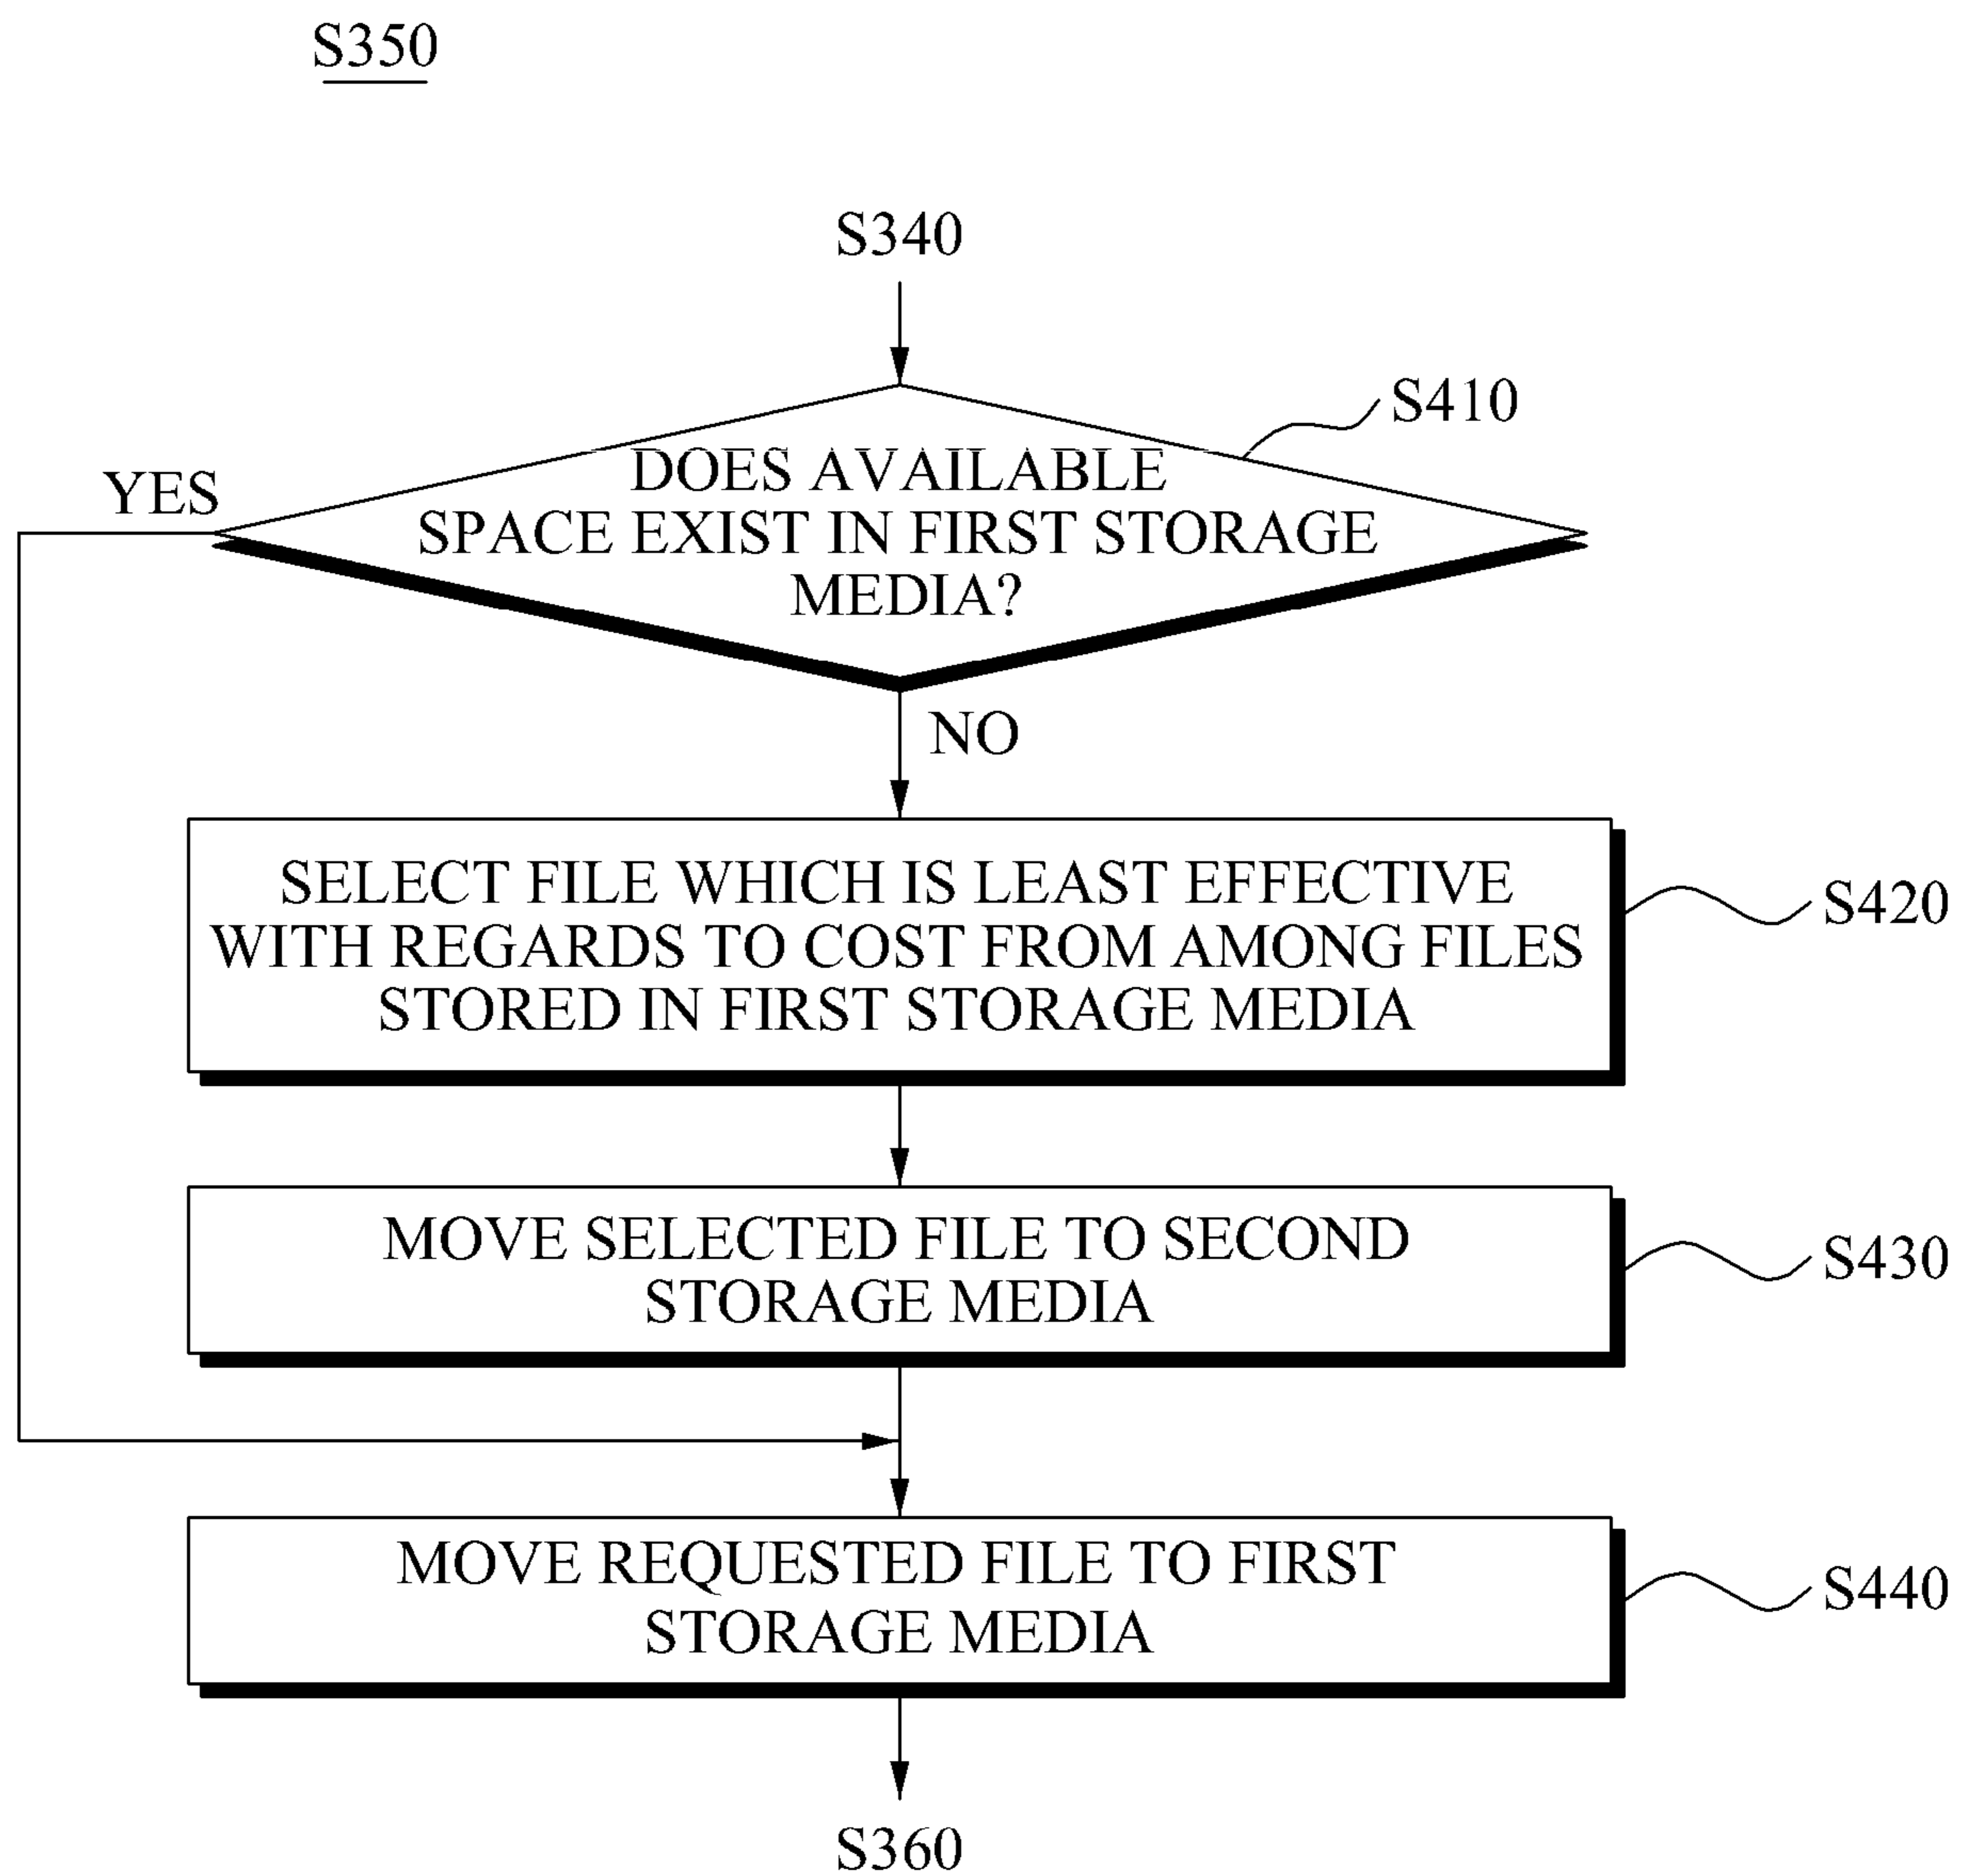 S350
S340
S410
DOES AVAILABLE
SPACE EXIST IN FIRST STORAGE
MEDIA?
YES
NO
SELECT FILE WHICH IS LEAST EFFECTIVE
WITH REGARDS TO COST FROM AMONG FILES
STORED IN FIRST STORAGE MEDIA
S420
MOVE SELECTED FILE TO SECOND
STORAGE MEDIA
S430
MOVE REQUESTED FILE TO FIRST
STORAGE MEDIA
S440
S360